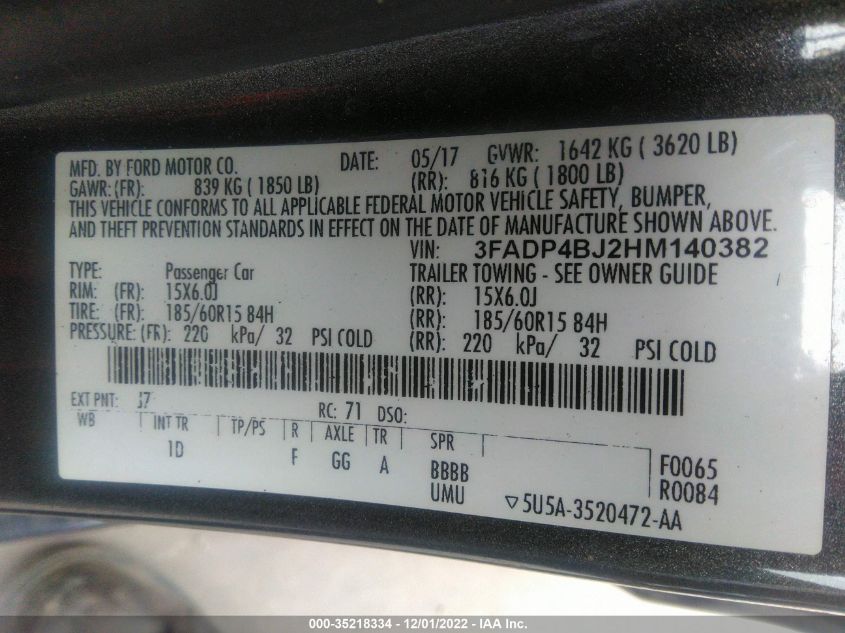 MFD. BY FORD MOTOR CO. DATE: 05/17 GVWR: 1642 KG ( 3620 LB)
GAWR: (FR): 839 KG ( 1850 LB) (RR): 816 KG ( 1800 LB)
THIS VEHICLE CONFORMS TO ALL APPLICABLE FEDERAL MOTOR VEHICLE SAFETY, BUMPER,
AND THEFT PREVENTION STANDARDS IN EFFECT ON THE DATE OF MANUFACTURE SHOWN ABOVE.
VIN: 3FADP4BJ2HM140382
TYPE: Passenger Car TRAILER TOWING - SEE OWNER GUIDE
RIM: (FR): 15X6.0J (RR): 15X6.0J
TIRE: (FR): 185/60R15 84H (RR): 185/60R15 84H
PRESSURE: (FR): 220 kPa/ 32 PSI COLD (RR): 220 kPa/ 32 PSI COLD
EXT PNT: J7 RC: 71 DSO:
WB INT TR TP/PS R AXLE TR SPR
1D F GG A BBBB F0065
UMU R0084
▽5U5A-3520472-AA
000-35218334 - 12/01/2022 - IAA Inc.